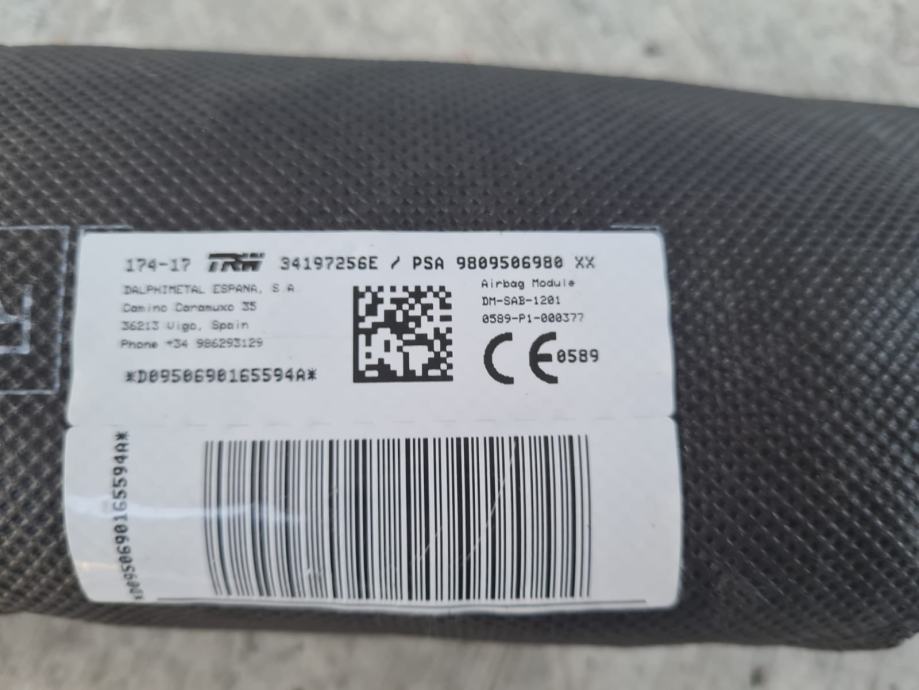 174-17 TRW 34197256E / PSA 9809506980 XX
DALPHIMETAL ESPANA, S.A.
Camino Caramuxo 35
36213 Vigo, Spain
Phone +34 986293129
*D0950690165594A*
Airbag Module
DM-SAB-1201
0589-P1-000377
CE 0589
*D0950690165594A*